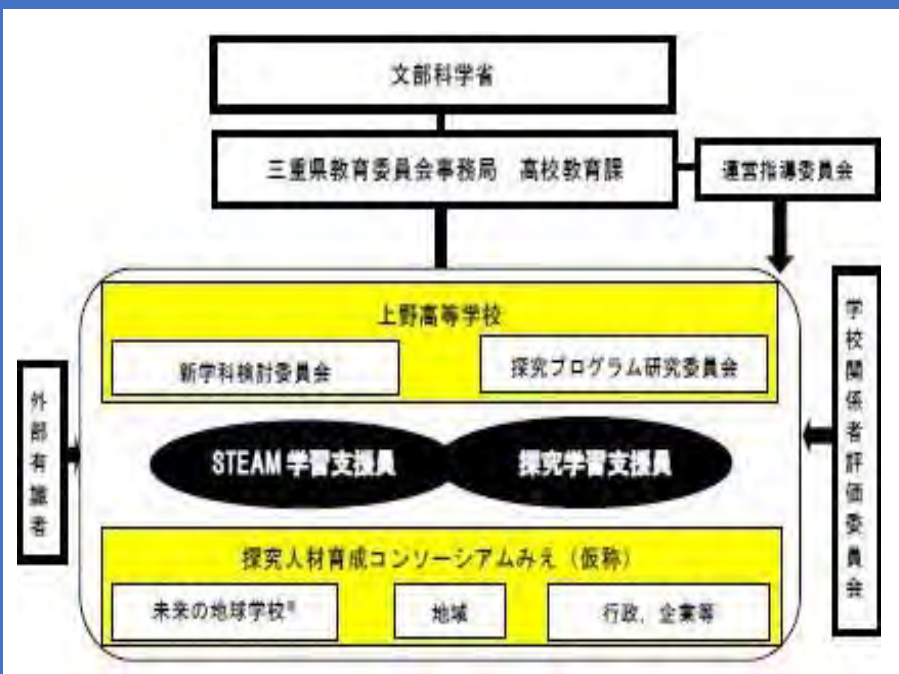 文部科学省
三重県教育委員会事務局　高校教育課
運営指導委員会
上野高等学校
新学科検討委員会
探究プログラム研究委員会
外部有識者
学校関係者評価委員会
STEAM 学習支援員
探究学習支援員
探究人材育成コンソーシアムみえ（仮称）
未来の地球学校※
地域
行政，企業等